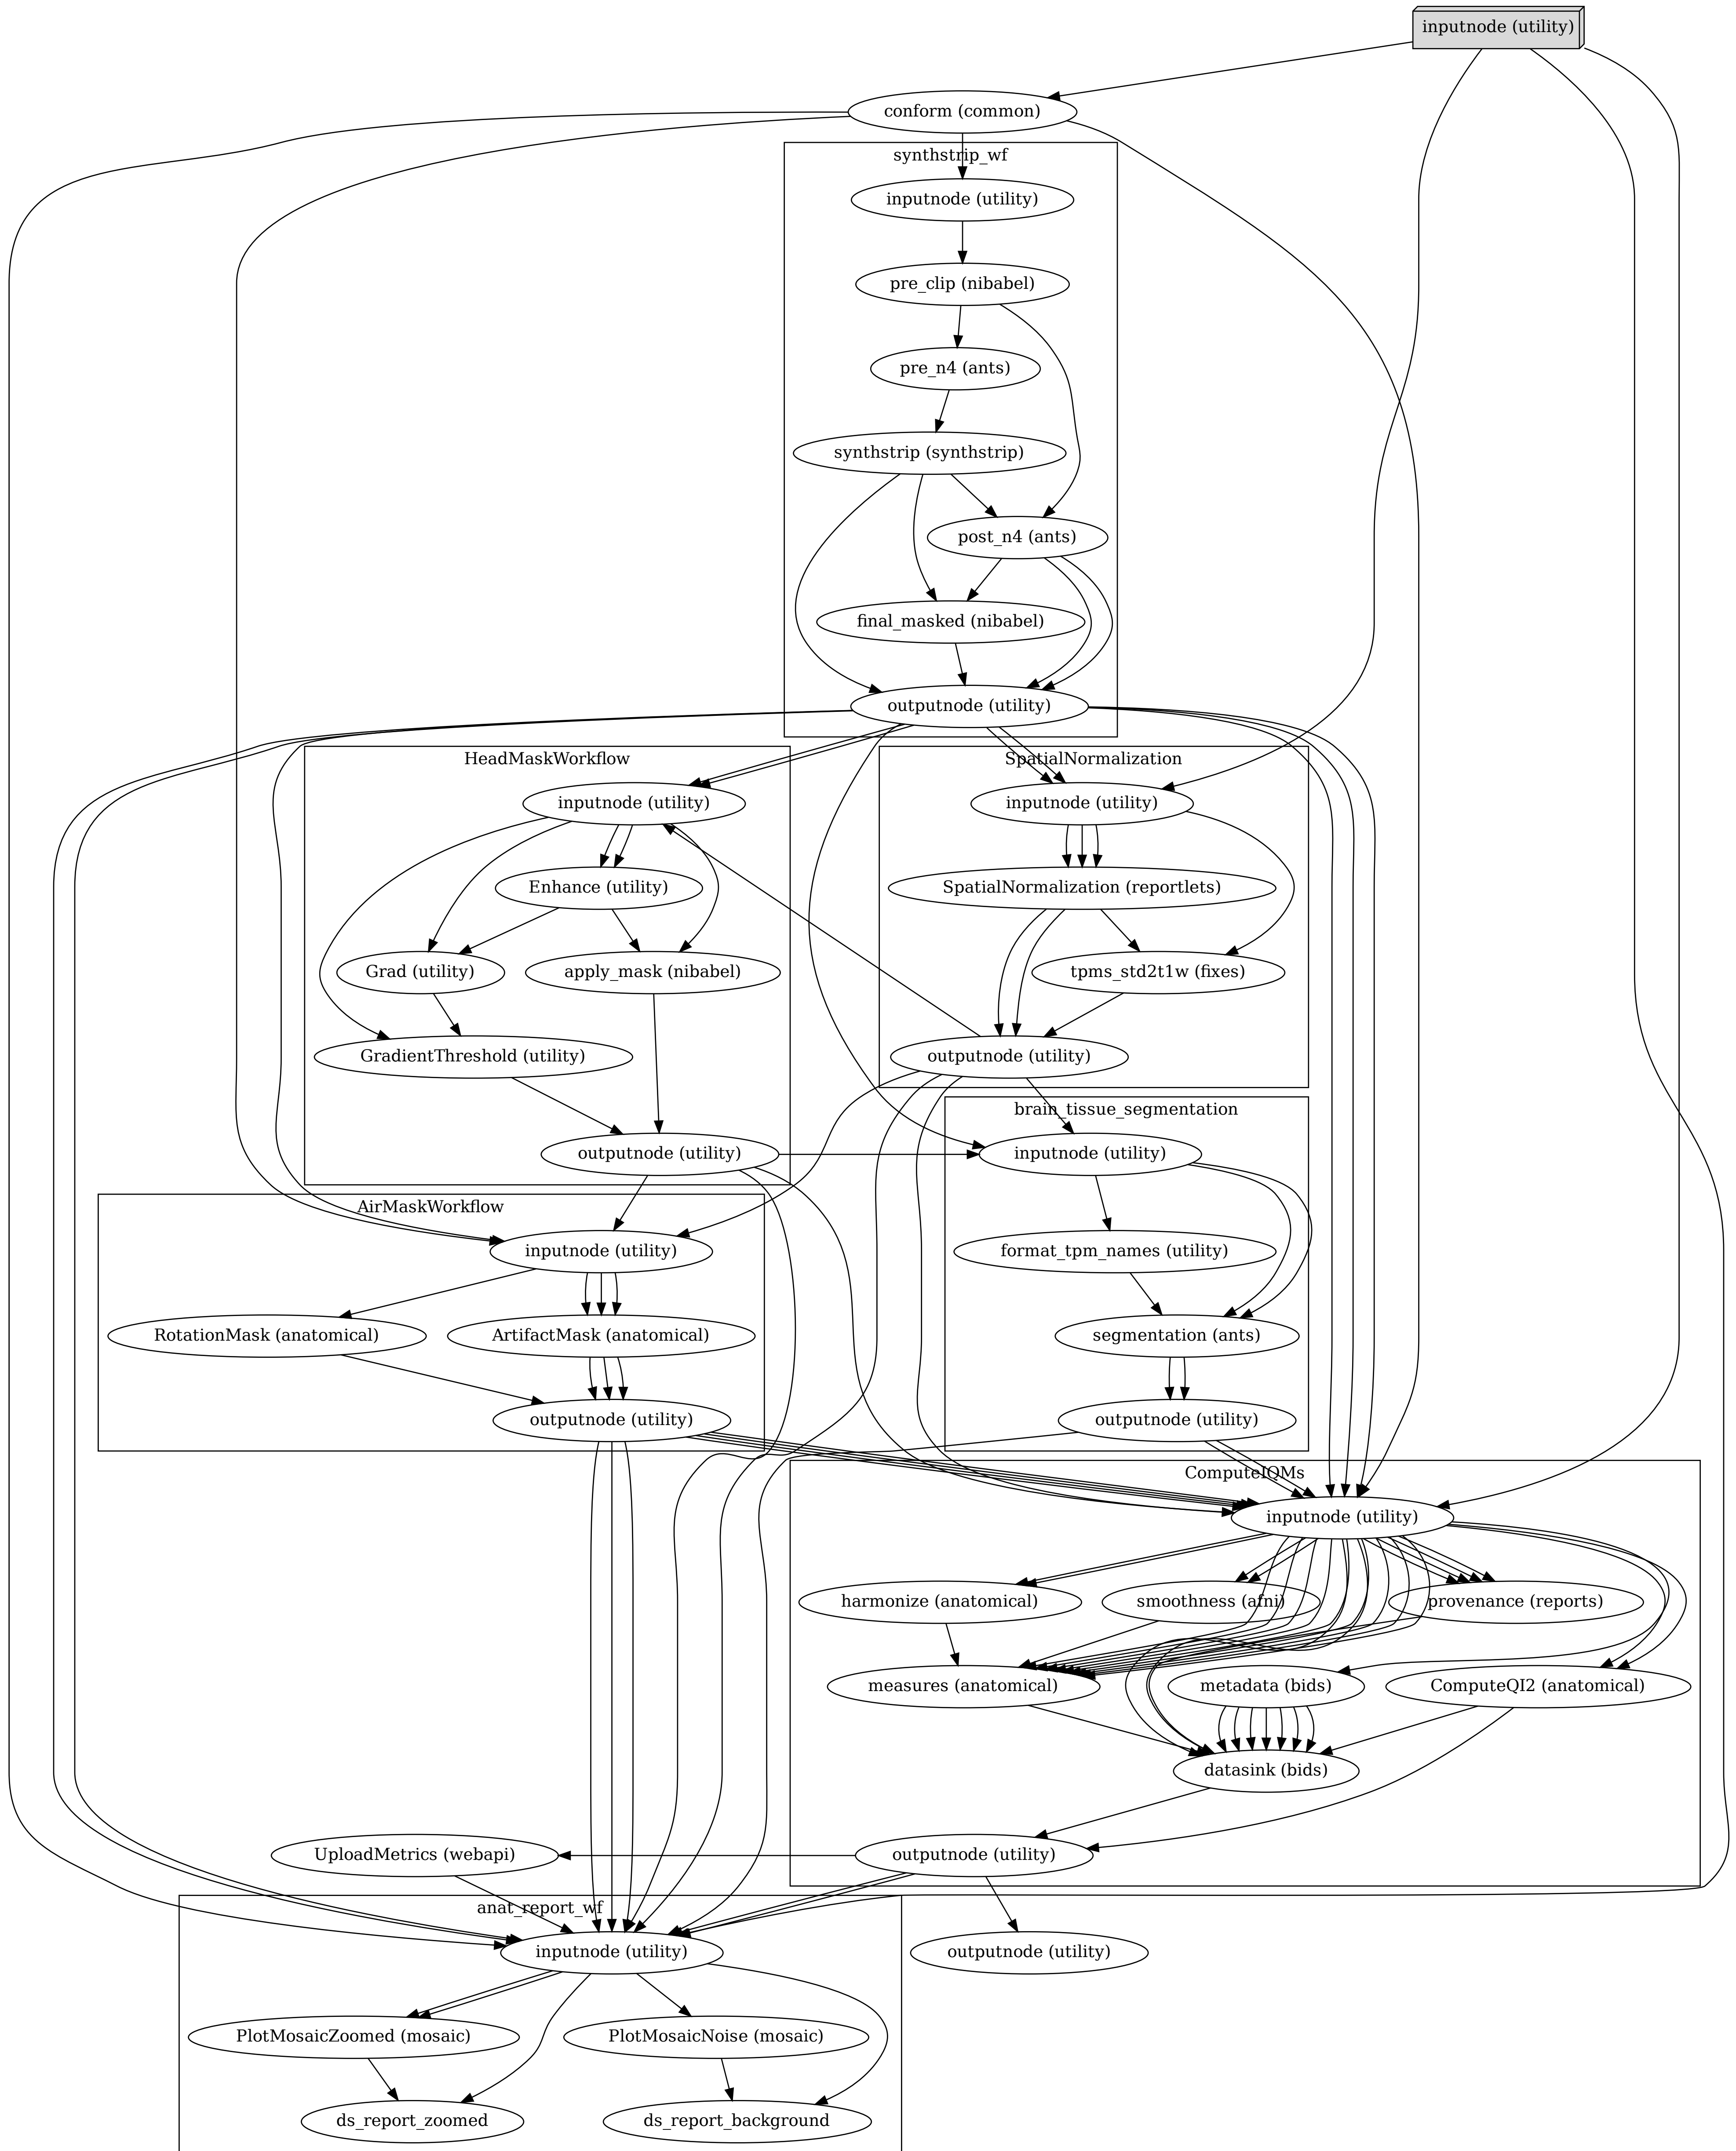 inputnode (utility)
conform (common)
synthstrip_wf
inputnode (utility)
pre_clip (nibabel)
pre_n4 (ants)
synthstrip (synthstrip)
post_n4 (ants)
final_masked (nibabel)
outputnode (utility)
HeadMaskWorkflow
inputnode (utility)
Enhance (utility)
Grad (utility)
apply_mask (nibabel)
GradientThreshold (utility)
outputnode (utility)
SpatialNormalization
inputnode (utility)
SpatialNormalization (reportlets)
tpms_std2t1w (fixes)
outputnode (utility)
brain_tissue_segmentation
inputnode (utility)
format_tpm_names (utility)
segmentation (ants)
outputnode (utility)
AirMaskWorkflow
inputnode (utility)
RotationMask (anatomical)
ArtifactMask (anatomical)
outputnode (utility)
ComputeIQMs
inputnode (utility)
harmonize (anatomical)
smoothness (afni)
provenance (reports)
measures (anatomical)
metadata (bids)
ComputeQI2 (anatomical)
datasink (bids)
outputnode (utility)
UploadMetrics (webapi)
anat_report_wf
inputnode (utility)
outputnode (utility)
PlotMosaicZoomed (mosaic)
PlotMosaicNoise (mosaic)
ds_report_zoomed
ds_report_background